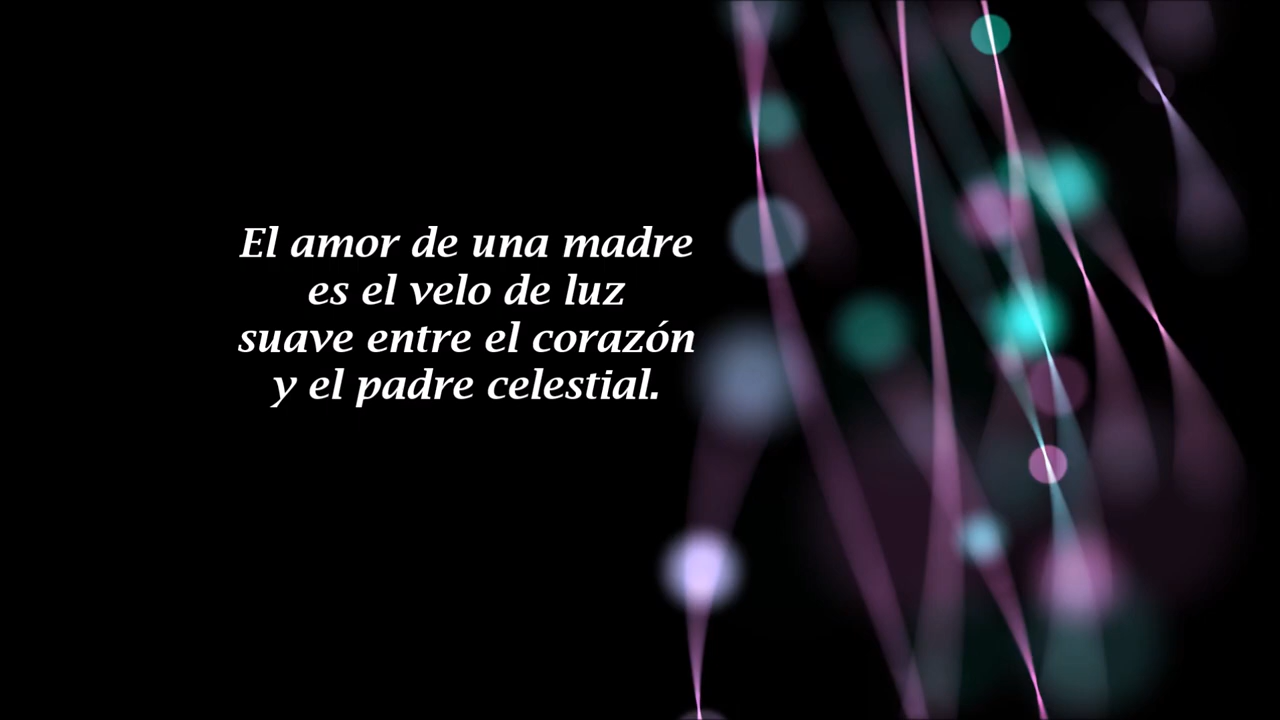 El amor de una madre
es el velo de luz
suave entre el corazón
y el padre celestial.